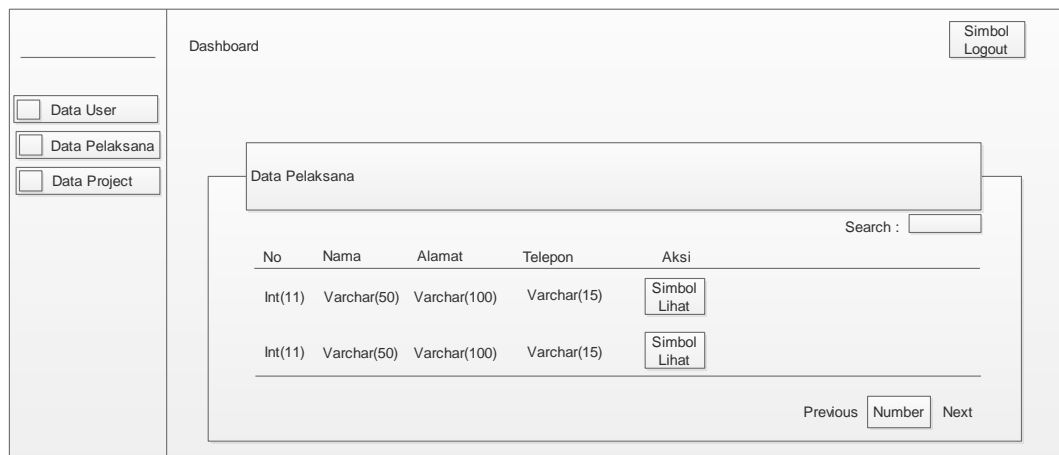 Dashboard
Simbol
Logout
Data User
Data Pelaksana
Data Project
Data Pelaksana
Search :
No Nama Alamat Telepon Aksi
Int(11) Varchar(50) Varchar(100) Varchar(15) Simbol
Lihat
Int(11) Varchar(50) Varchar(100) Varchar(15) Simbol
Lihat
Previous Number Next